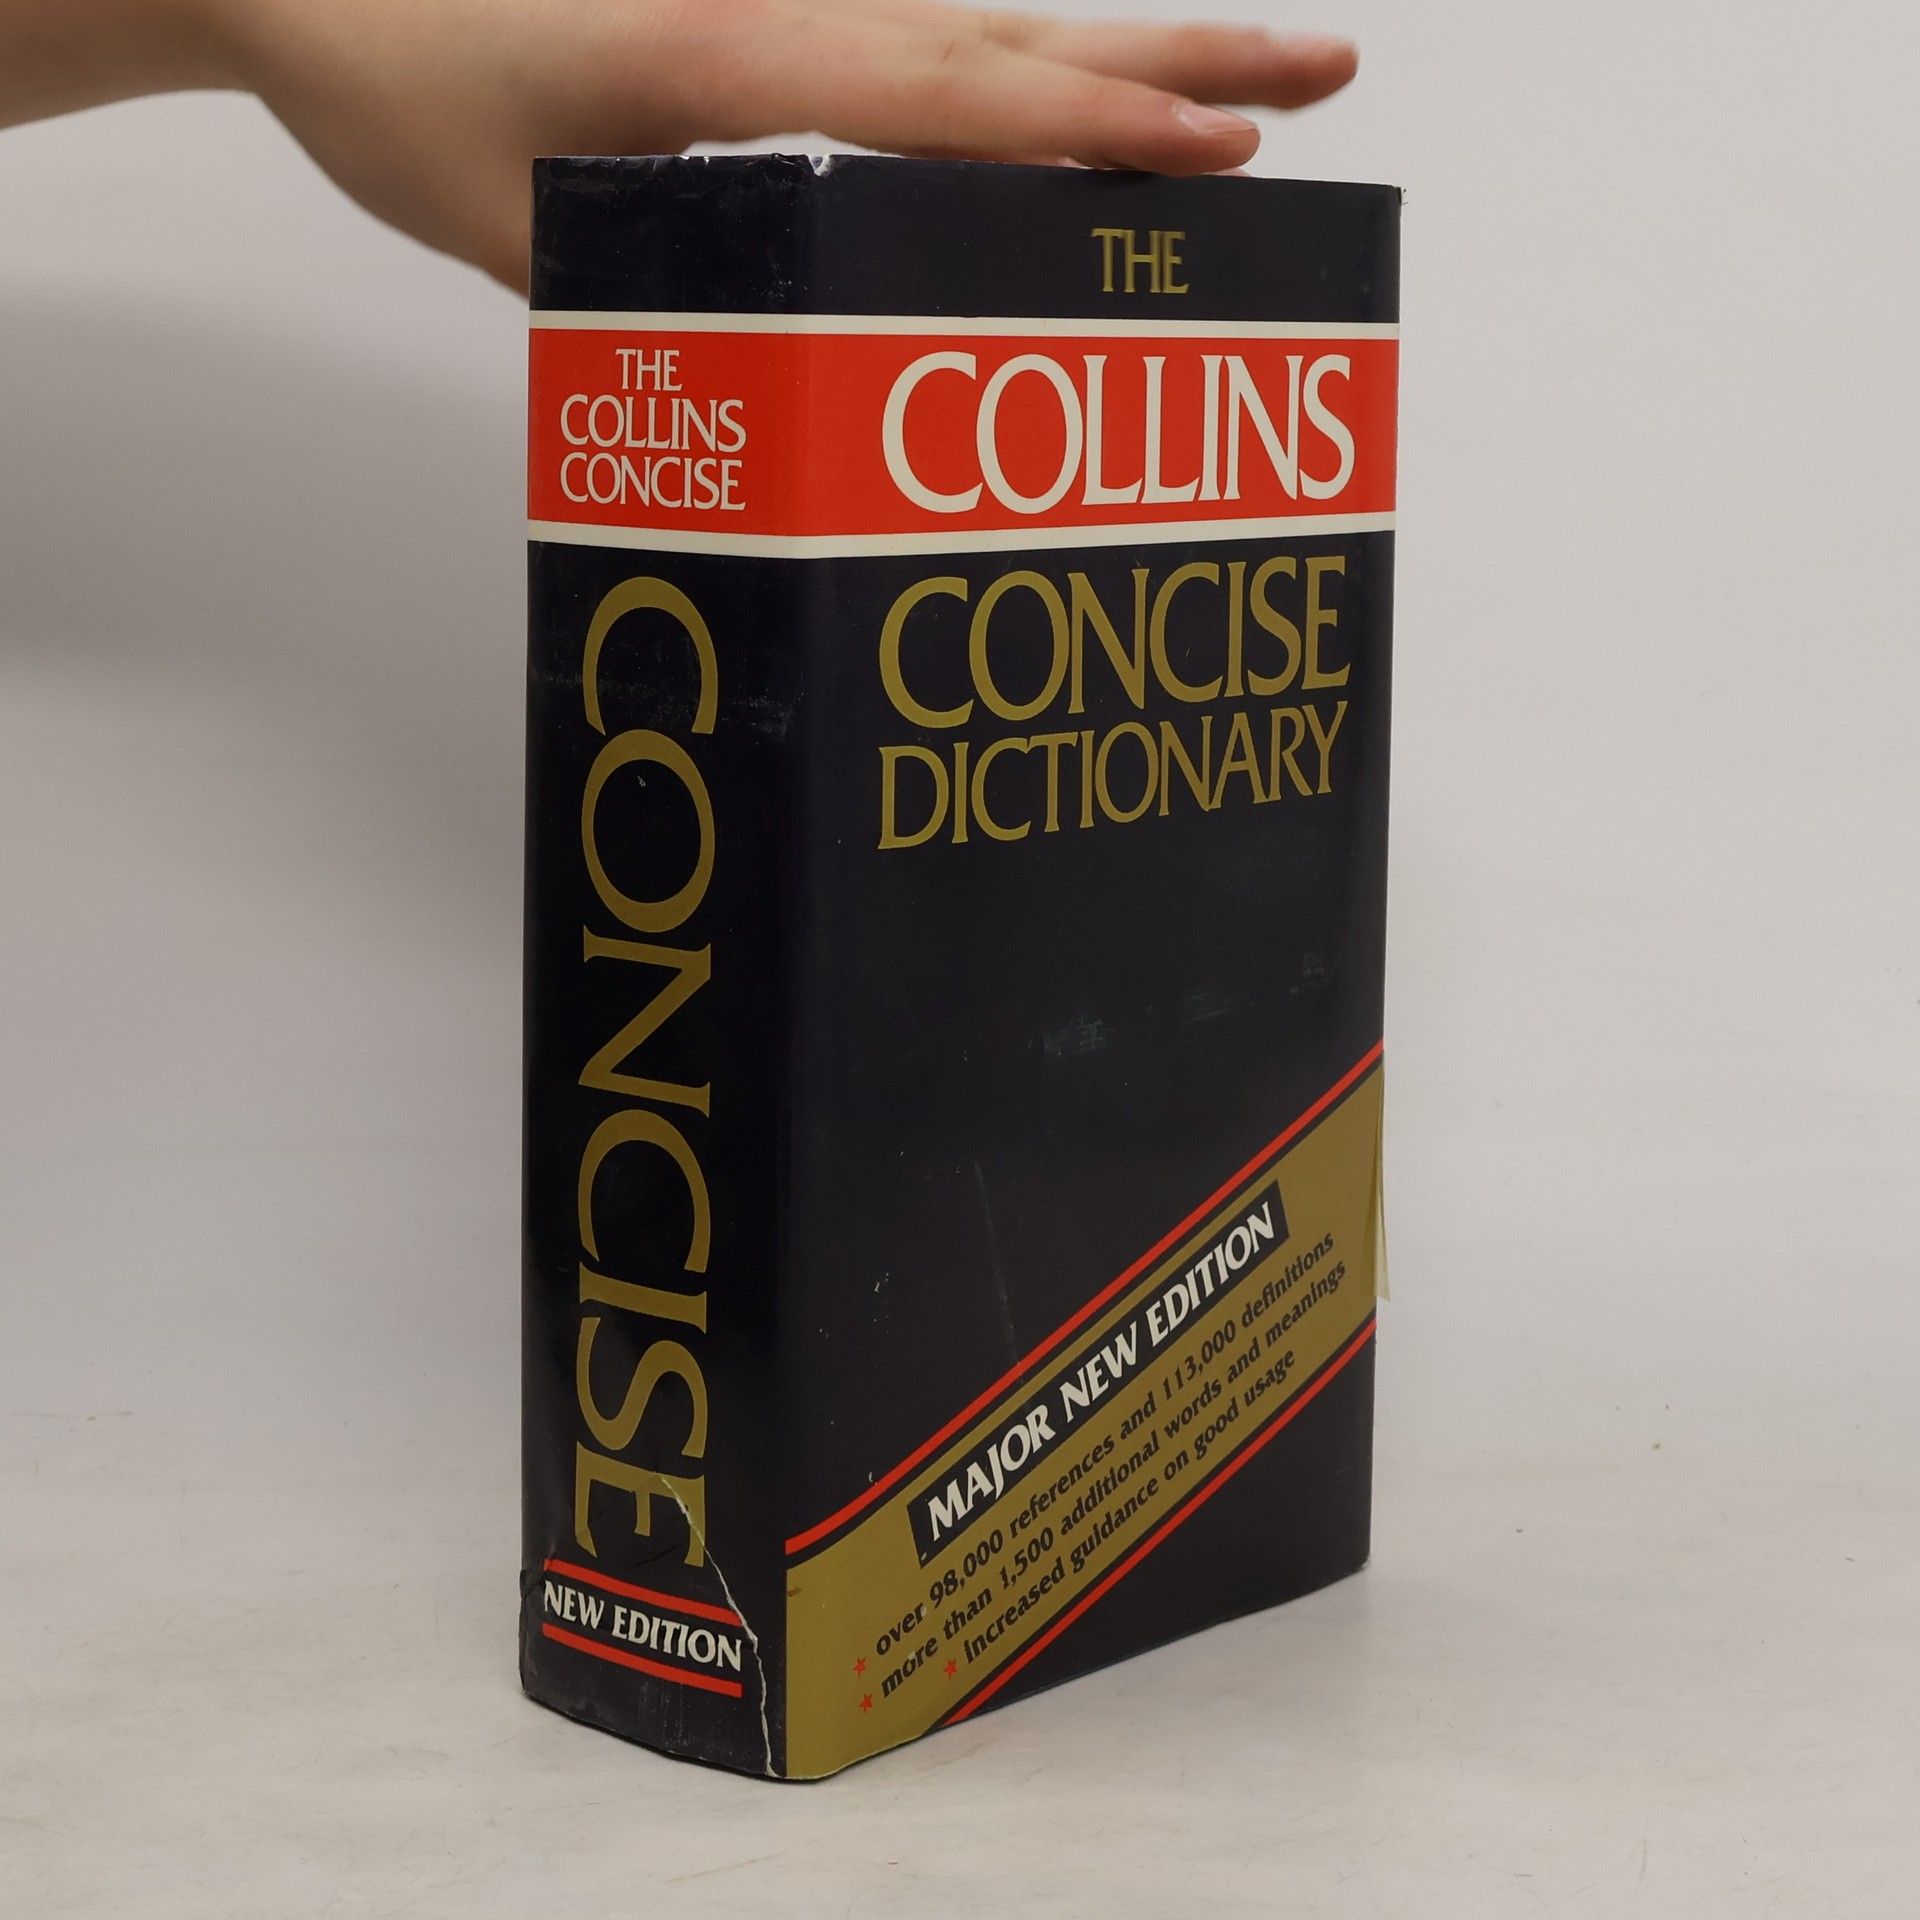 THE
COLLINS
CONCISE
CONCISE
NEW EDITION
THE
COLLINS
CONCISE
DICTIONARY
MAJOR NEW EDITION
★ over 98,000 references and 113,000 definitions
★ more than 1,500 additional words and meanings
★ increased guidance on good usage